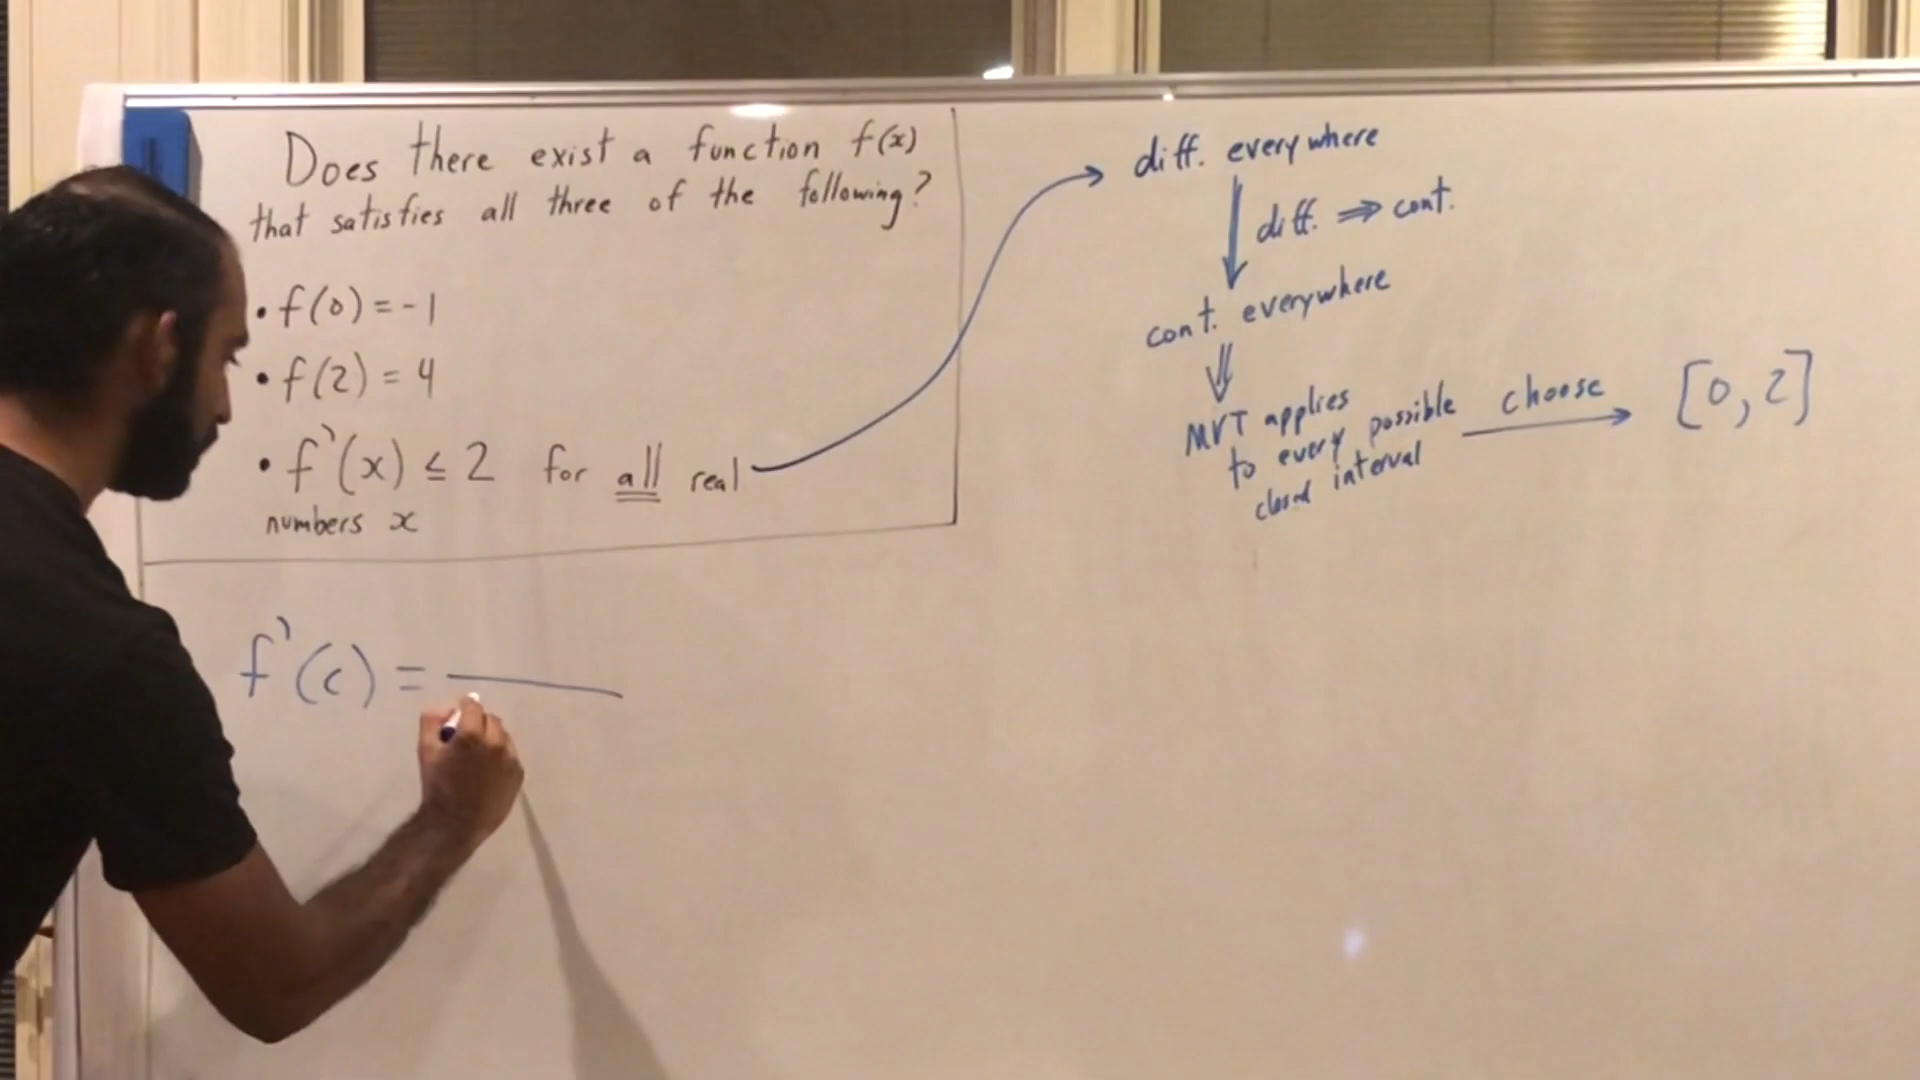 Does there exist a function f(x)
that satisfies all three of the following?
• f(0) = -1
• f(2) = 4
• f'(x) ≤ 2 for all real
numbers x
diff. everywhere
diff. ⇒ cont.
cont. everywhere
MVT applies
to every possible
closed interval
choose
[0,2]
f'(c) =